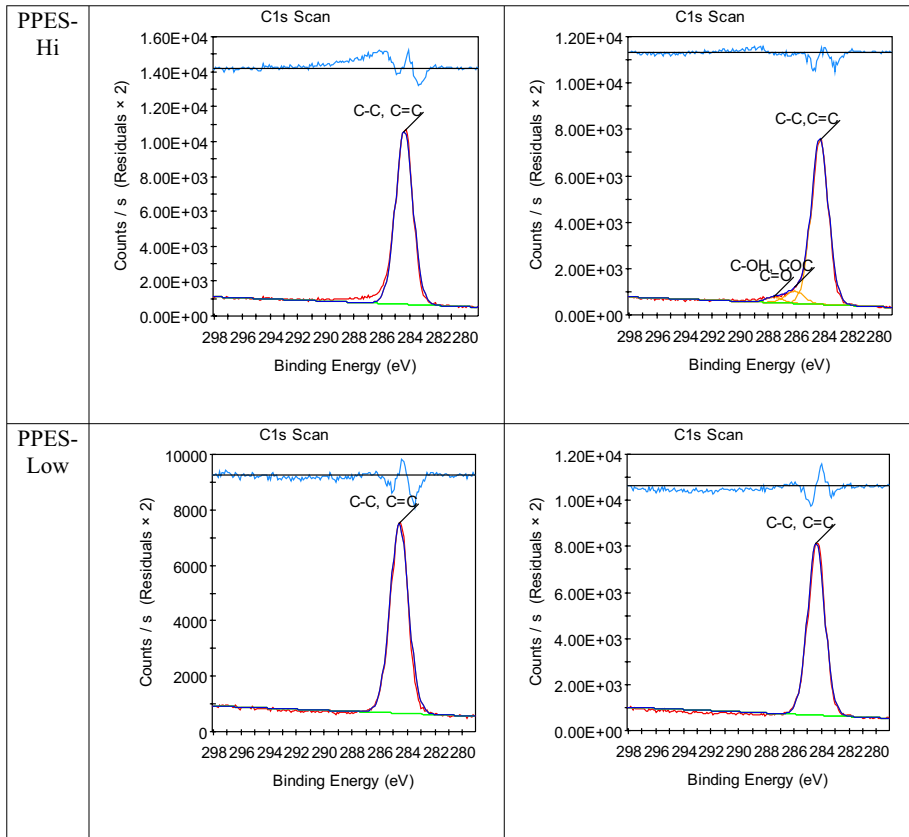 PPES-
Hi
C1s Scan
1.60E+04
1.40E+04
1.20E+04
1.00E+04
8.00E+03
6.00E+03
4.00E+03
2.00E+03
0.00E+00
Counts / s (Residuals × 2)
C-C, C=C
298 296 294 292 290 288 286 284 282 280
Binding Energy (eV)
C1s Scan
1.20E+04
1.00E+04
8.00E+03
6.00E+03
4.00E+03
2.00E+03
0.00E+00
Counts / s (Residuals × 2)
C-C,C=C
C-OH, COC
C=O
298 296 294 292 290 288 286 284 282 280
Binding Energy (eV)
PPES-
Low
C1s Scan
10000
8000
6000
4000
2000
0
Counts / s (Residuals × 2)
C-C, C=C
298 296 294 292 290 288 286 284 282 280
Binding Energy (eV)
C1s Scan
1.20E+04
1.00E+04
8.00E+03
6.00E+03
4.00E+03
2.00E+03
0.00E+00
Counts / s (Residuals × 2)
C-C, C=C
298 296 294 292 290 288 286 284 282 280
Binding Energy (eV)